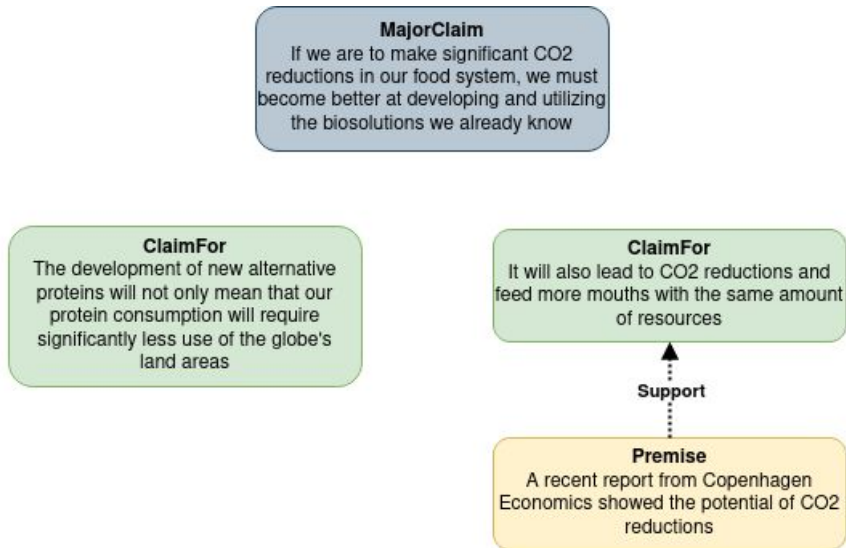 MajorClaim
If we are to make significant CO2
reductions in our food system, we must
become better at developing and utilizing
the biosolutions we already know
ClaimFor
The development of new alternative
proteins will not only mean that our
protein consumption will require
significantly less use of the globe's
land areas
ClaimFor
It will also lead to CO2 reductions and
feed more mouths with the same amount
of resources
Support
Premise
A recent report from Copenhagen
Economics showed the potential of CO2
reductions